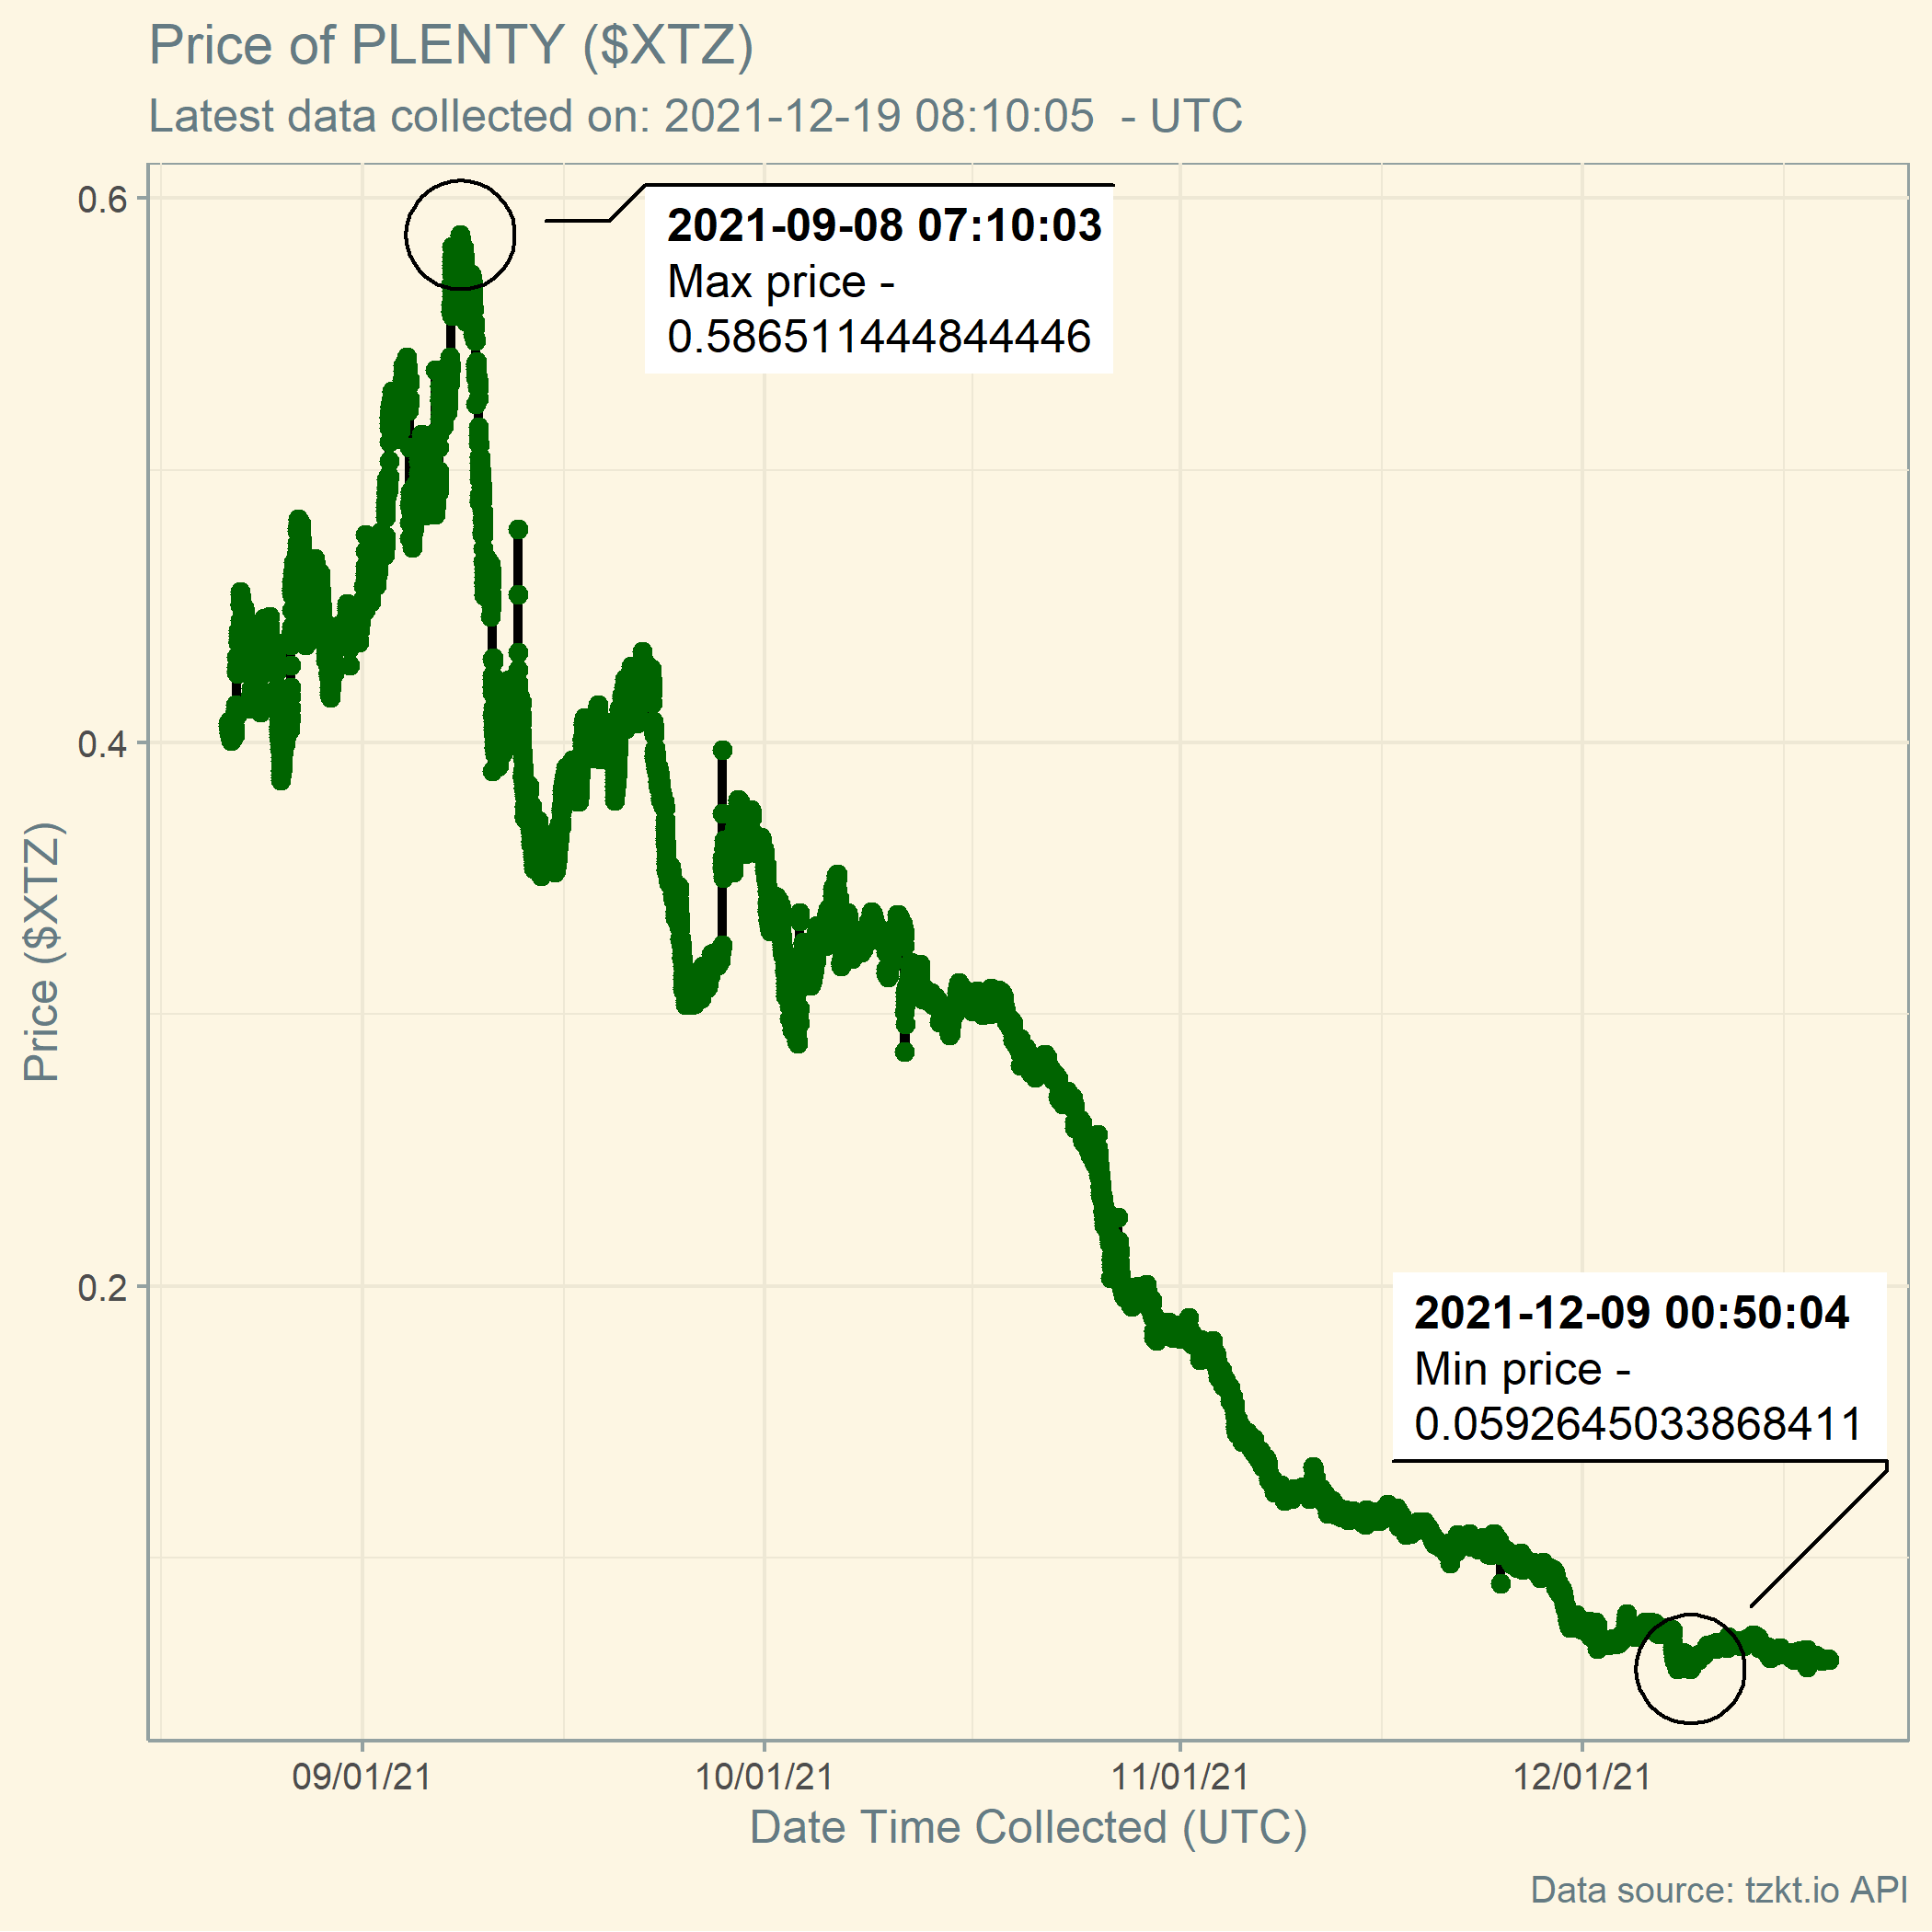 Price of PLENTY ($XTZ)
Latest data collected on: 2021-12-19 08:10:05  - UTC
0.6
0.4
0.2
Price ($XTZ)
2021-09-08 07:10:03
Max price -
0.5865111444844446
2021-12-09 00:50:04
Min price -
0.0592645033868411
09/01/21
10/01/21
11/01/21
12/01/21
Date Time Collected (UTC)
Data source: tzkt.io API